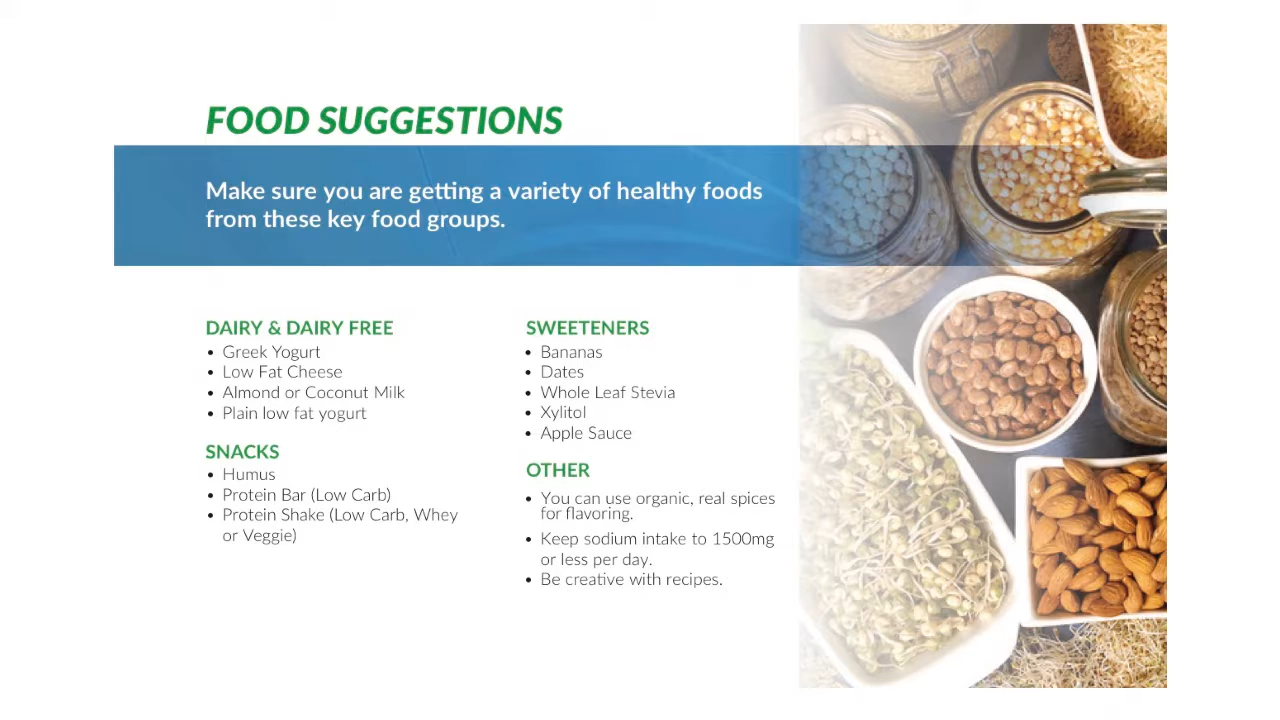 FOOD SUGGESTIONS
Make sure you are getting a variety of healthy foods
from these key food groups.
DAIRY & DAIRY FREE
• Greek Yogurt
• Low Fat Cheese
• Almond or Coconut Milk
• Plain low fat yogurt
SNACKS
• Humus
• Protein Bar (Low Carb)
• Protein Shake (Low Carb, Whey
or Veggie)
SWEETENERS
• Bananas
• Dates
• Whole Leaf Stevia
• Xylitol
• Apple Sauce
OTHER
• You can use organic, real spices
for flavoring.
• Keep sodium intake to 1500mg
or less per day.
• Be creative with recipes.